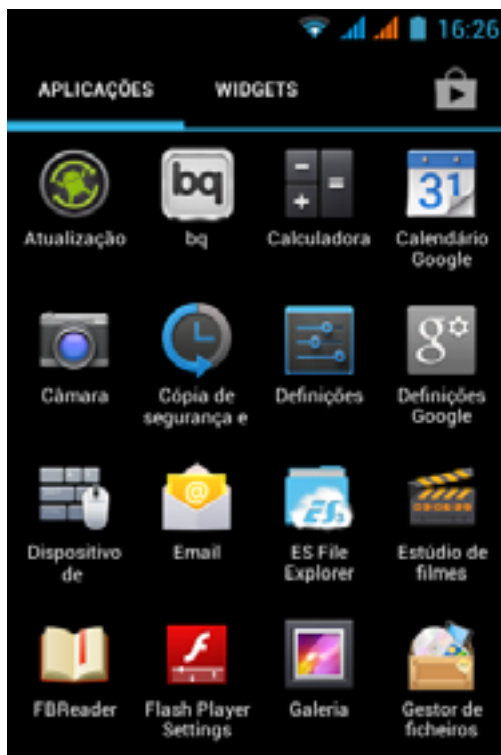 16:26
APLICAÇÕES WIDGETS
bq
31
Atualização bq Calculadora Calendário
Google
g
Câmara Cópia de Definições Definições
segurança e Google
@ ES
Dispositivo Email ES File Estúdio de
de Explorer filmes
FBReader Flash Player Galeria Gestor de
Settings ficheiros